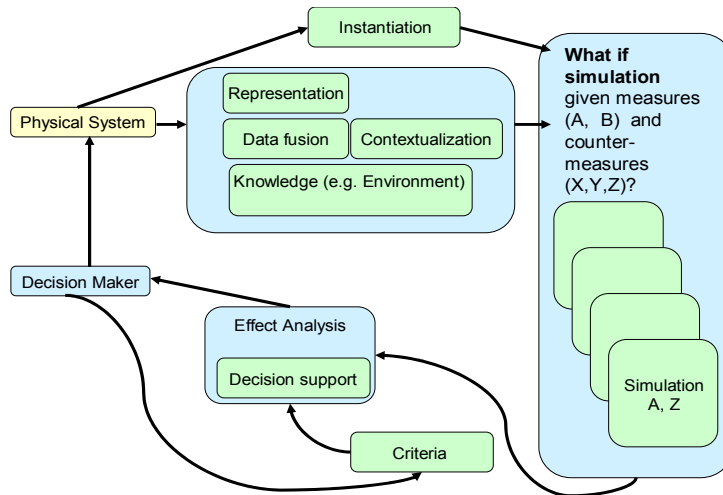 Instantiation
What if
simulation
given measures
(A, B) and
counter-
measures
(X,Y,Z)?
Representation
Physical System
Data fusion
Contextualization
Knowledge (e.g. Environment)
Decision Maker
Effect Analysis
Decision support
Simulation
A, Z
Criteria